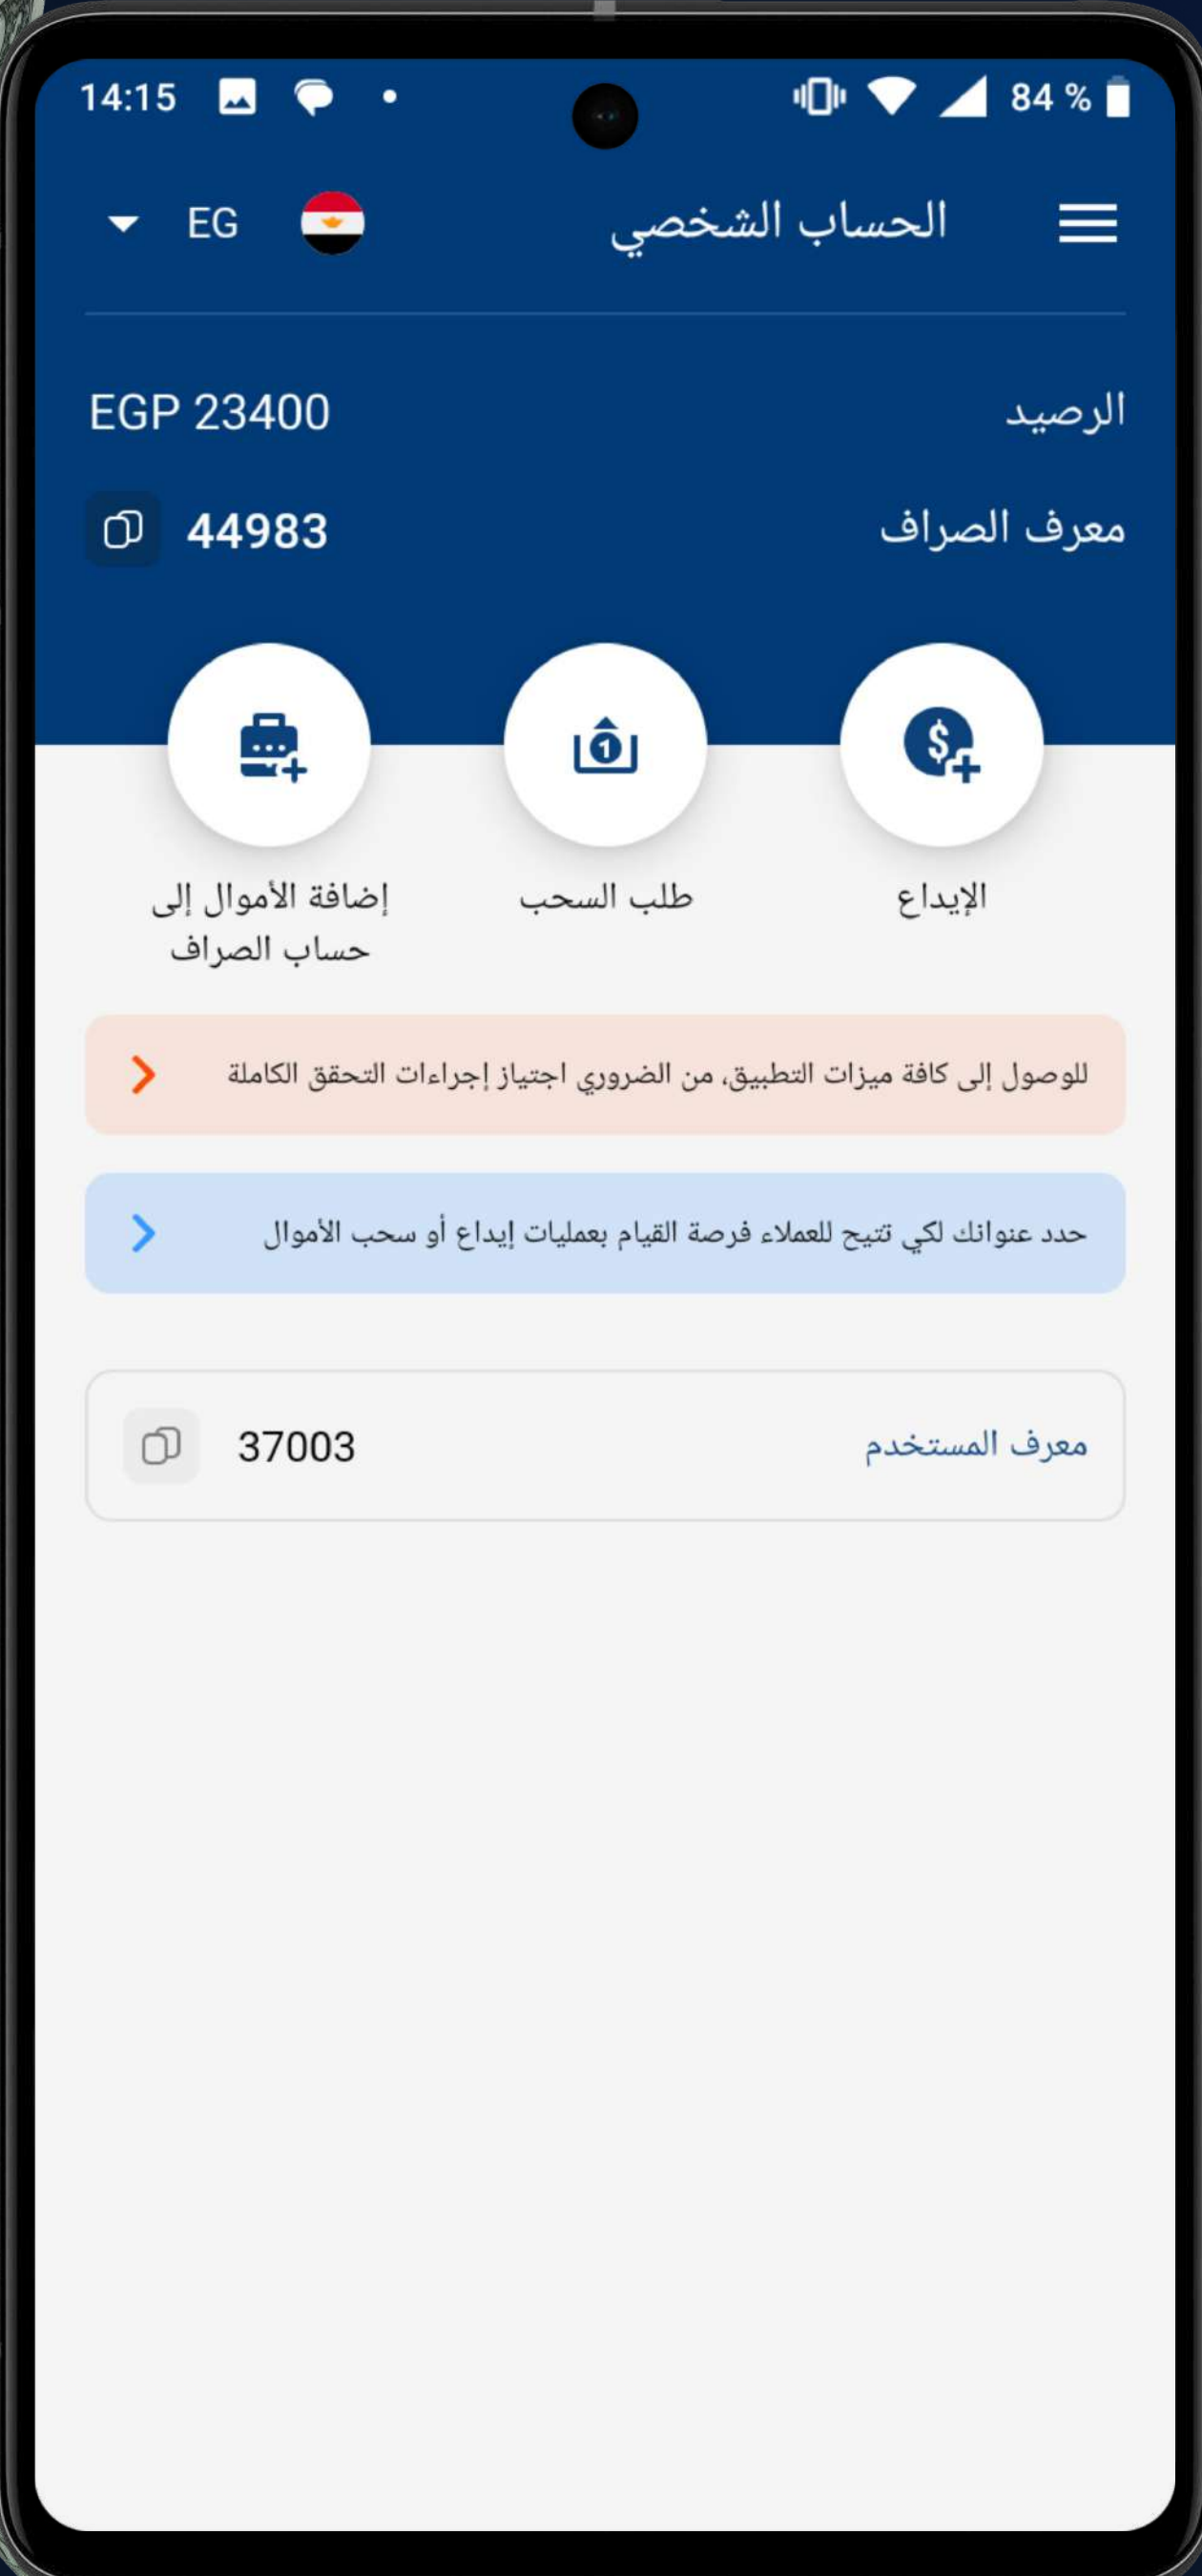 14:15
84 %
الحساب الشخصي
EG
الرصيد
EGP 23400
معرف الصراف
44983
الإيداع
طلب السحب
إضافة الأموال إلى
حساب الصراف
للوصول إلى كافة ميزات التطبيق، من الضروري اجتياز إجراءات التحقق الكاملة
حدد عنوانك لكي تتيح للعملاء فرصة القيام بعمليات إيداع أو سحب الأموال
معرف المستخدم
37003